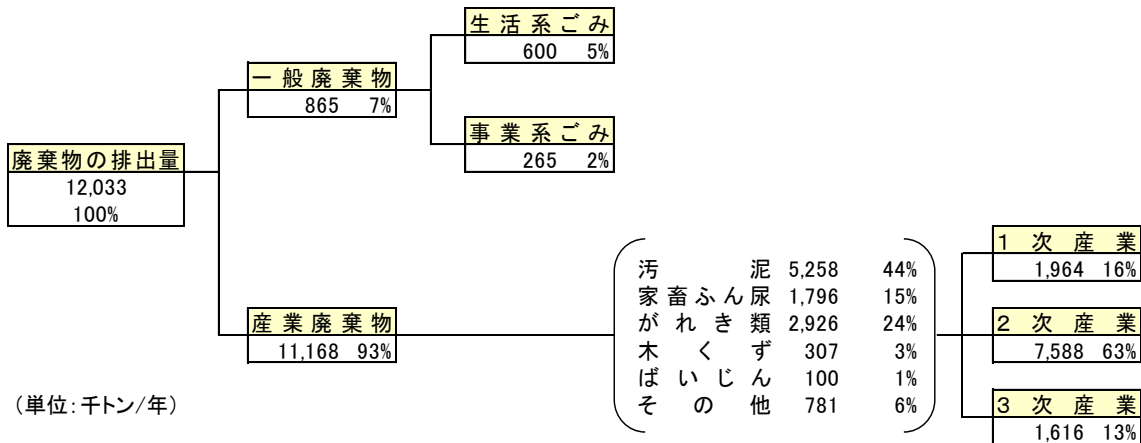 生活系ごみ
600 5%
一般廃棄物
865 7%
事業系ごみ
265 2%
廃棄物の排出量
12,033
100%
産業廃棄物
11,168 93%
汚泥 5,258 44%
家畜ふん尿 1,796 15%
がれき類 2,926 24%
木くず 307 3%
ばいじん 100 1%
その他 781 6%
1次産業
1,964 16%
2次産業
7,588 63%
3次産業
1,616 13%
(単位:千トン/年)